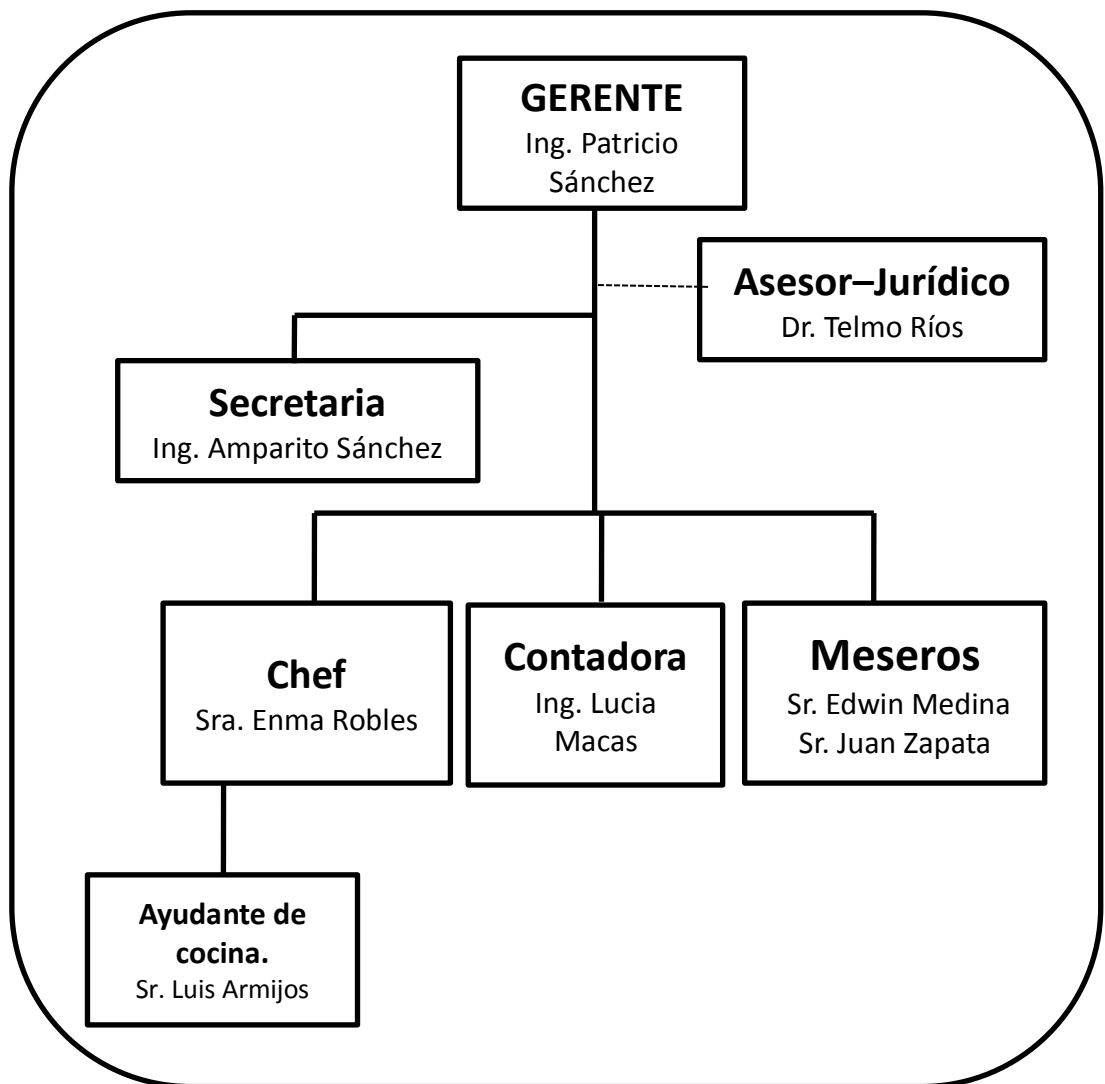 GERENTE
Ing. Patricio
Sánchez
Asesor–Jurídico
Dr. Telmo Ríos
Secretaria
Ing. Amparito Sánchez
Chef
Sra. Enma Robles
Contadora
Ing. Lucia
Macas
Meseros
Sr. Edwin Medina
Sr. Juan Zapata
Ayudante de
cocina.
Sr. Luis Armijos